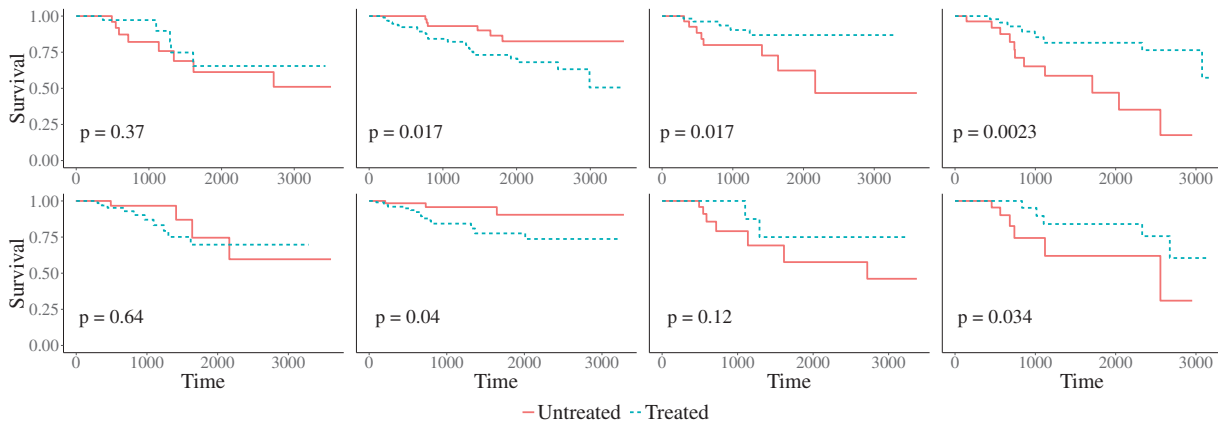 1.00
0.75
0.50
0.25
0.00
Survival
p = 0.37
p = 0.017
p = 0.017
p = 0.0023
0 1000 2000 3000
0 1000 2000 3000
0 1000 2000 3000
0 1000 2000 3000
1.00
0.75
0.50
0.25
0.00
Survival
p = 0.64
p = 0.04
p = 0.12
p = 0.034
0 1000 2000 3000
0 1000 2000 3000
0 1000 2000 3000
0 1000 2000 3000
Time
Time
Time
Time
Untreated Treated